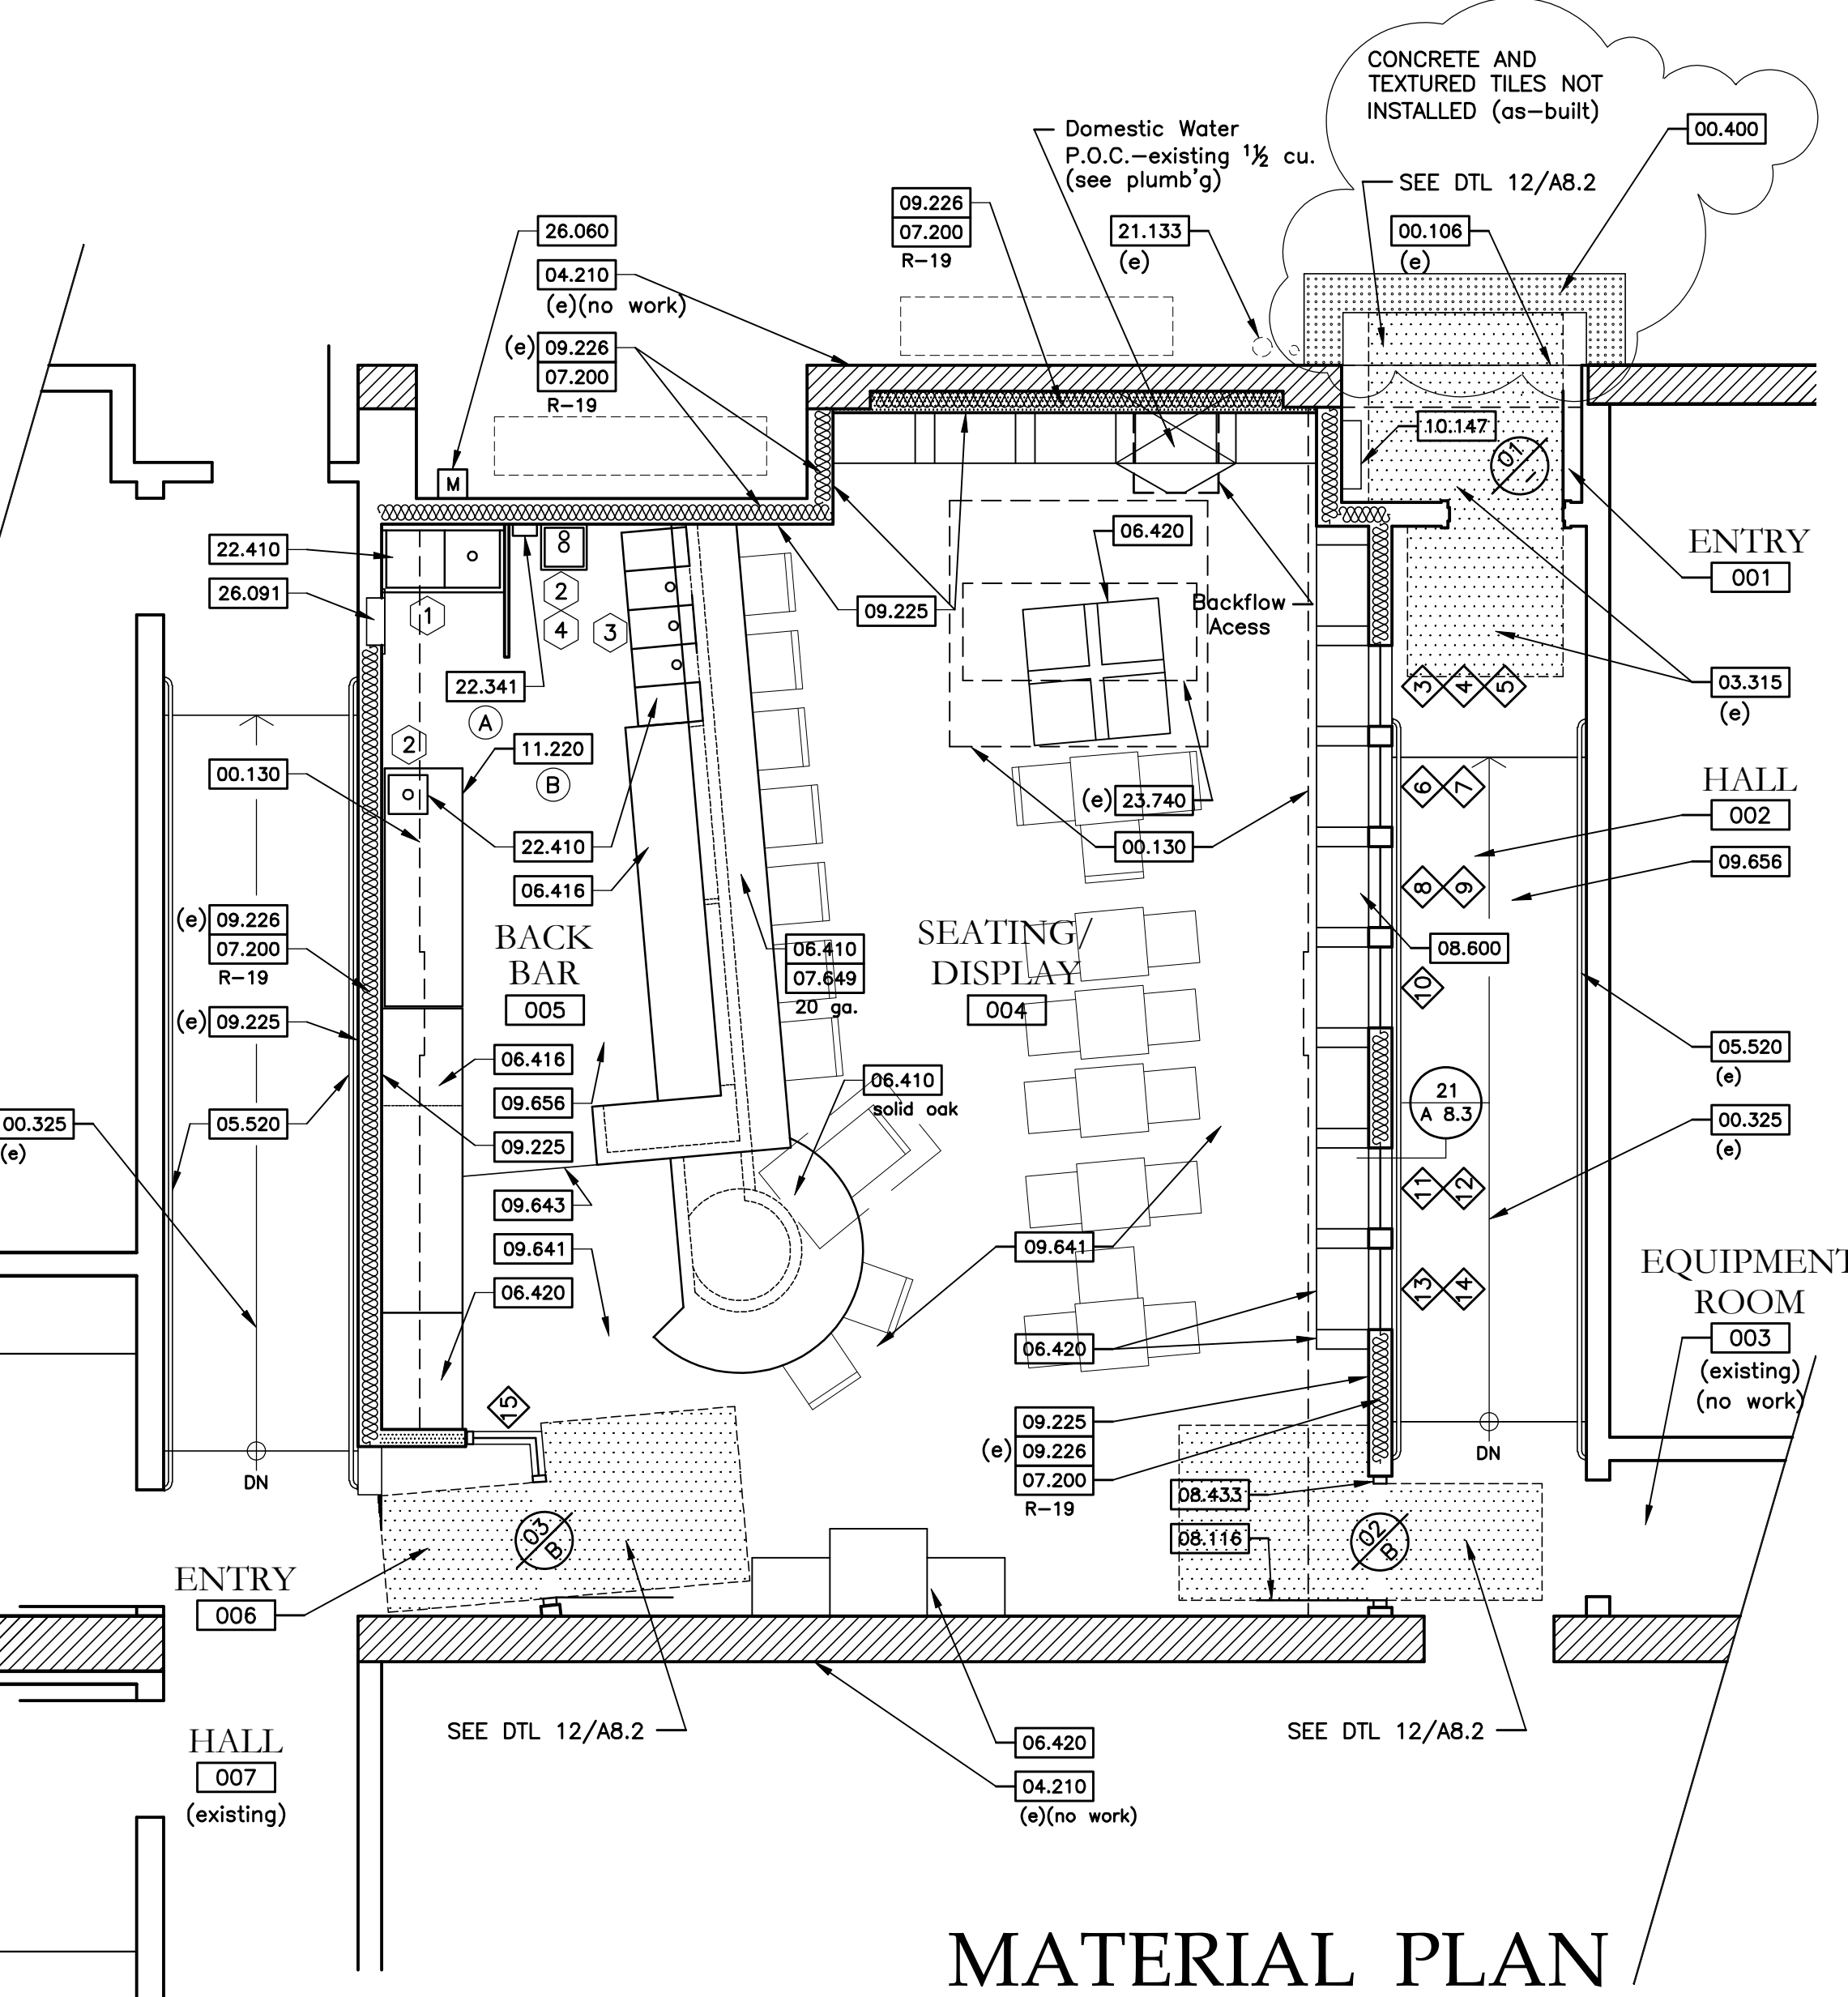 CONCRETE AND
TEXTURED TILES NOT
INSTALLED (as-built)
00.400
Domestic Water
P.O.C.-existing 1½ cu.
(see plumb'g)
SEE DTL 12/A8.2
09.226
07.200
R-19
21.133
(e)
00.106
(e)
26.060
04.210
(e)(no work)
(e) 09.226
07.200
R-19
10.147
01
M
22.410
26.091
06.420
ENTRY
001
Backflow
Acess
09.225
1
2
4
3
22.341
A
03.315
(e)
3 4 5
2
11.220
B
00.130
HALL
002
6 7
(e) 23.740
22.410
00.130
09.656
06.416
8 9
(e) 09.226
07.200
R-19
BACK
BAR
005
06.410
07.649
20 ga.
SEATING/
DISPLAY
004
08.600
10
(e) 09.225
06.416
05.520
(e)
06.410
solid oak
21
A 8.3
09.656
05.520
09.225
00.325
(e)
00.325
(e)
11 12
09.643
09.641
09.641
06.420
13 14
EQUIPMENT
ROOM
003
(existing)
(no work)
06.420
15
09.225
(e) 09.226
07.200
R-19
DN
DN
08.433
08.116
03
B
02
B
ENTRY
006
SEE DTL 12/A8.2
SEE DTL 12/A8.2
HALL
007
(existing)
06.420
04.210
(e)(no work)
MATERIAL PLAN